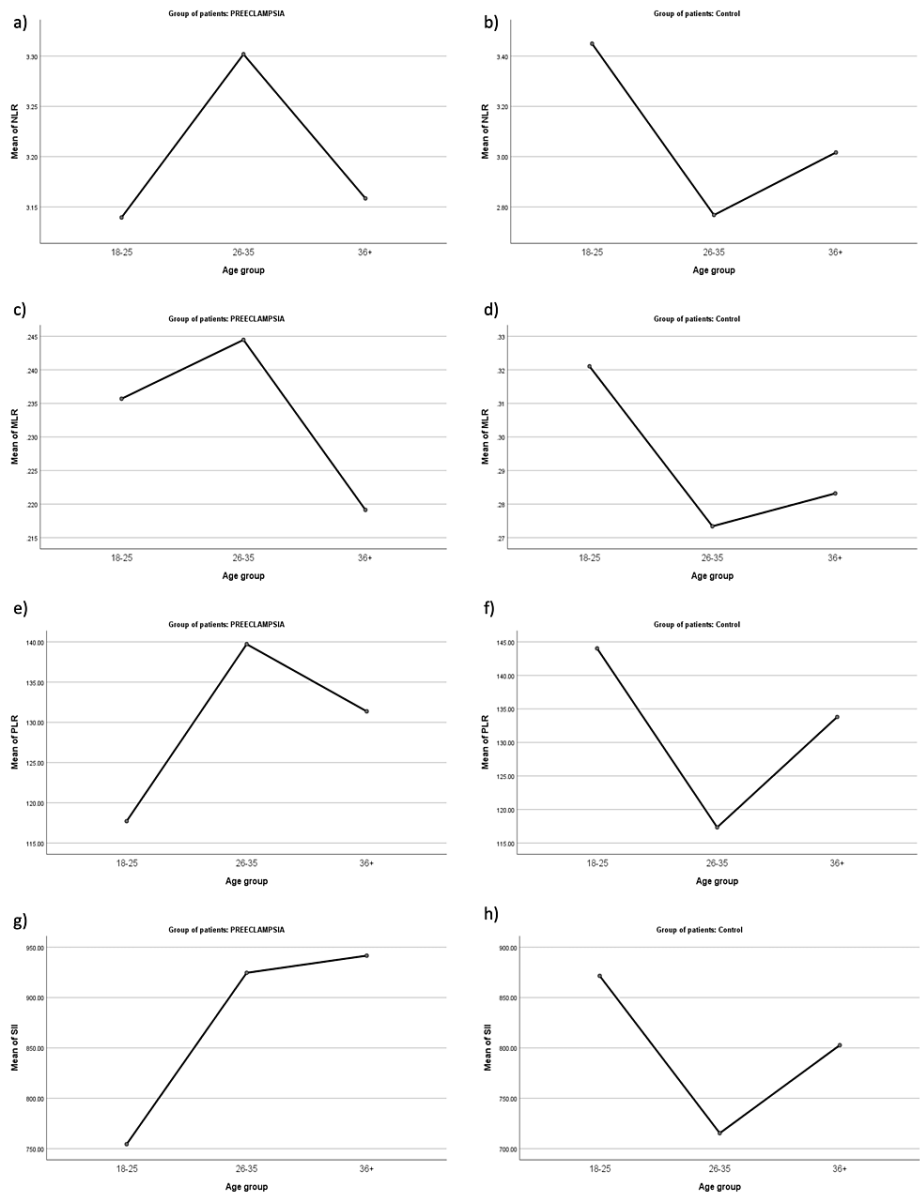 a)
Group of patients: PREECLAMPSIA
Mean of NLR
3.30
3.25
3.20
3.15
18-25
26-35
36+
Age group
b)
Group of patients: Control
Mean of NLR
3.40
3.20
3.00
2.80
18-25
26-35
36+
Age group
c)
Group of patients: PREECLAMPSIA
Mean of MLR
.245
.240
.235
.230
.225
.220
.215
18-25
26-35
36+
Age group
d)
Group of patients: Control
Mean of MLR
.33
.32
.31
.30
.29
.28
.27
18-25
26-35
36+
Age group
e)
Group of patients: PREECLAMPSIA
Mean of PLR
140.00
135.00
130.00
125.00
120.00
115.00
18-25
26-35
36+
Age group
f)
Group of patients: Control
Mean of PLR
145.00
140.00
135.00
130.00
125.00
120.00
115.00
18-25
26-35
36+
Age group
g)
Group of patients: PREECLAMPSIA
Mean of SII
950.00
900.00
850.00
800.00
750.00
18-25
26-35
36+
Age group
h)
Group of patients: Control
Mean of SII
900.00
850.00
800.00
750.00
700.00
18-25
26-35
36+
Age group